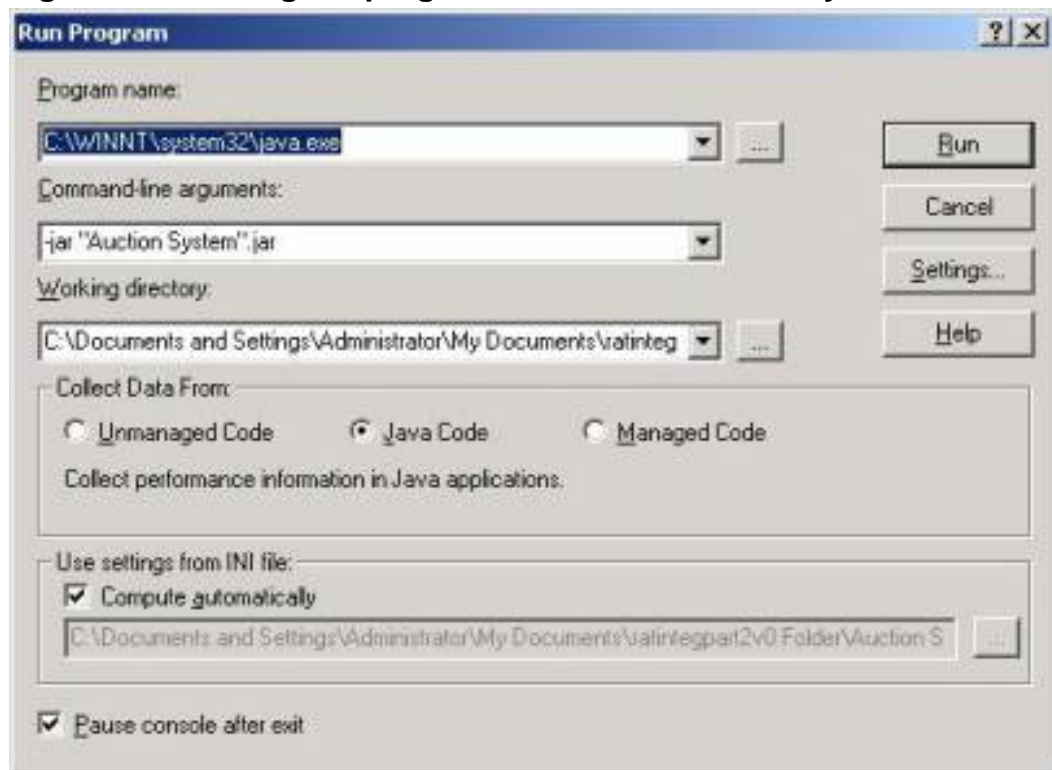 Run Program
Program name:
C:\WINNT\system32\java.exe
...
Run
Command-line arguments:
Cancel
-jar "Auction System".jar
Settings...
Working directory:
C:\Documents and Settings\Administrator\My Documents\ratinteg
...
Help
Collect Data From:
Unmanaged Code Java Code Managed Code
Collect performance information in Java applications.
Use settings from INI file:
Compute automatically
C:\Documents and Settings\Administrator\My Documents\ratintegpart2v0 Folder\Auction S
...
Pause console after exit